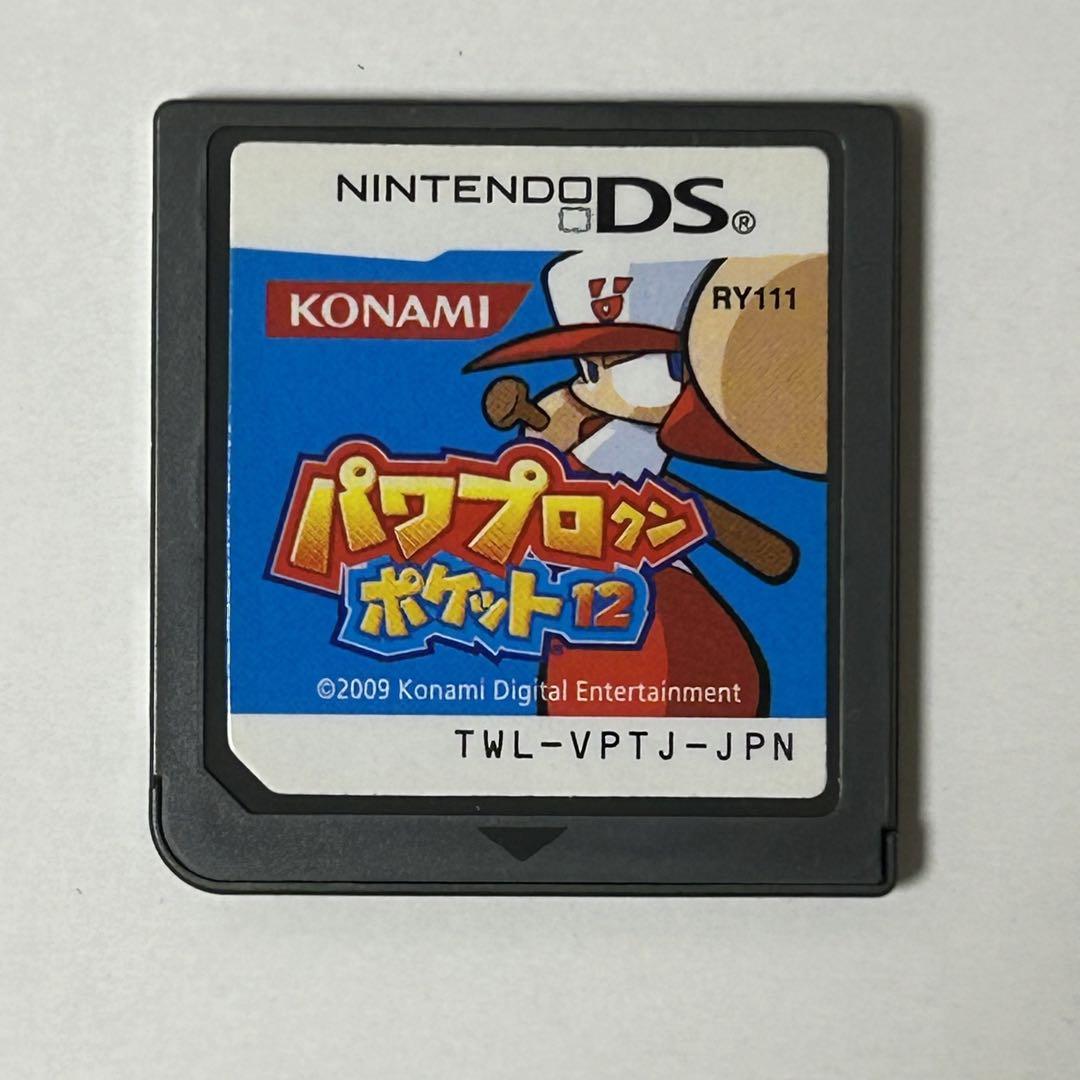 NINTENDO DS®
KONAMI
RY111
パワプロクン
ポケット12
©2009 Konami Digital Entertainment
TWL-VPTJ-JPN